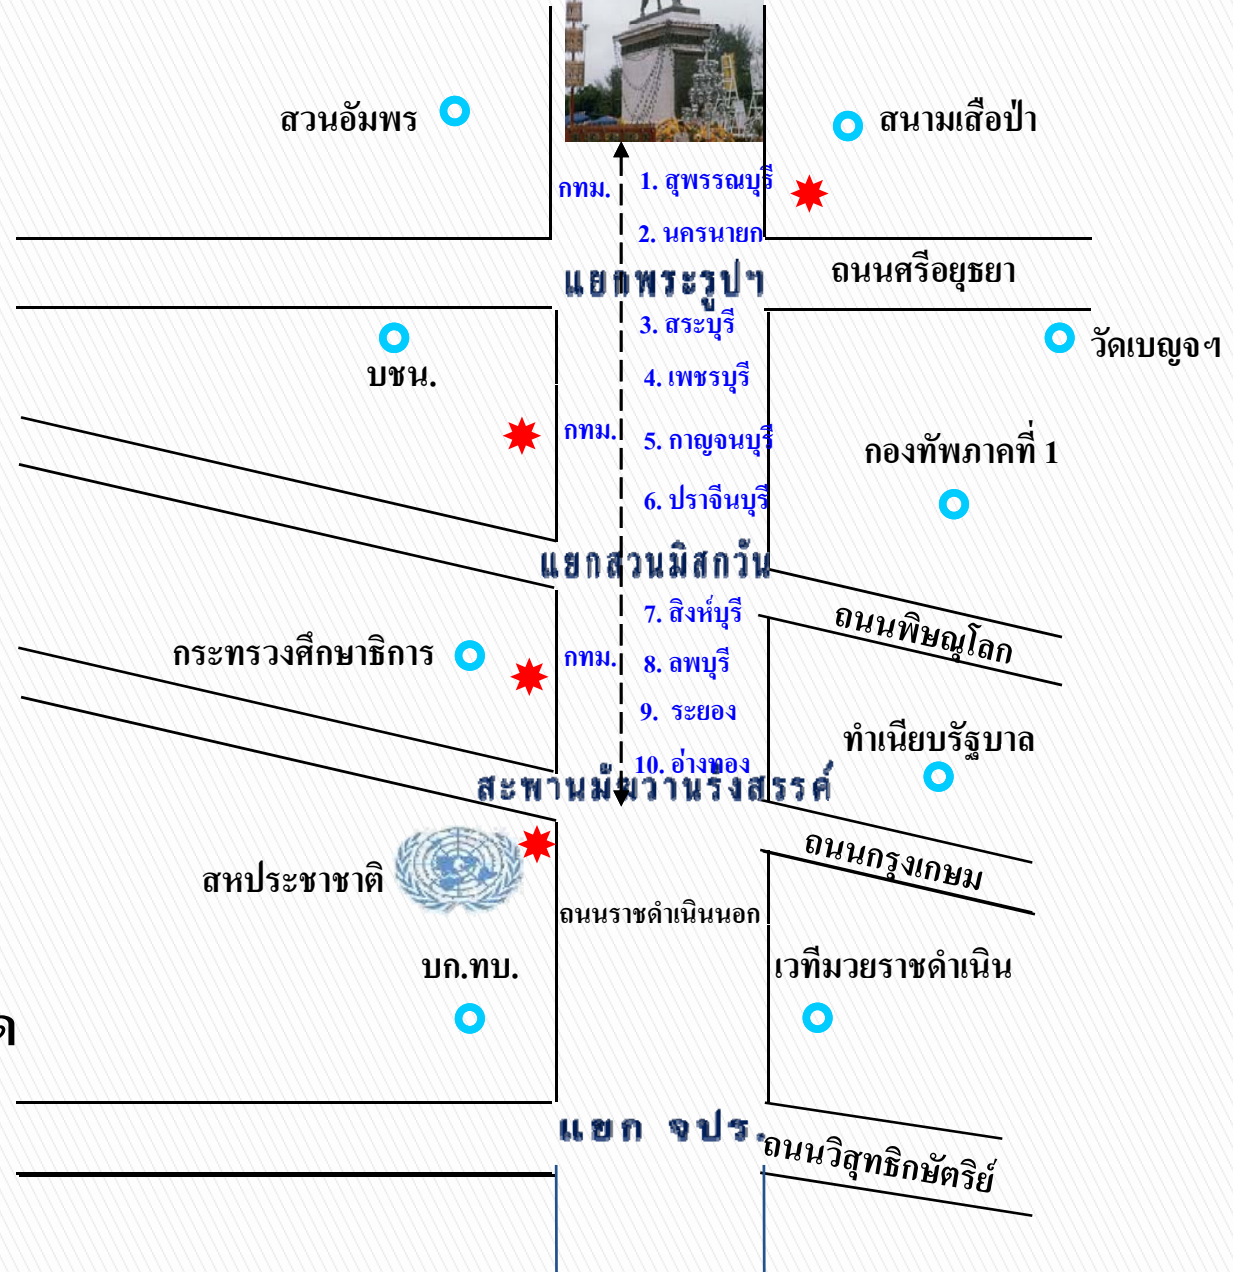 สวนอัมพร
สนามเสือป่า
กทม.
1. สุพรรณบุรี
2. นครนายก
แยกพระรูปฯ
ถนนศรีอยุธยา
3. สระบุรี
บชน.
วัดเบญจฯ
4. เพชรบุรี
กทม.
5. กาญจนบุรี
กองทัพภาคที่ 1
6. ปราจีนบุรี
แยกสวนมิสกวัน
7. สิงห์บุรี
ถนนพิษณุโลก
กระทรวงศึกษาธิการ
กทม.
8. ลพบุรี
9. ระยอง
ทำเนียบรัฐบาล
10. อ่างทอง
สะพานมัฆวานรังสรรค์
ถนนกรุงเกษม
สหประชาชาติ
ถนนราชดำเนินนอก
บก.ทบ.
เวทีมวยราชดำเนิน
ด
แยก จปร.
ถนนวิสุทธิกษัตริย์